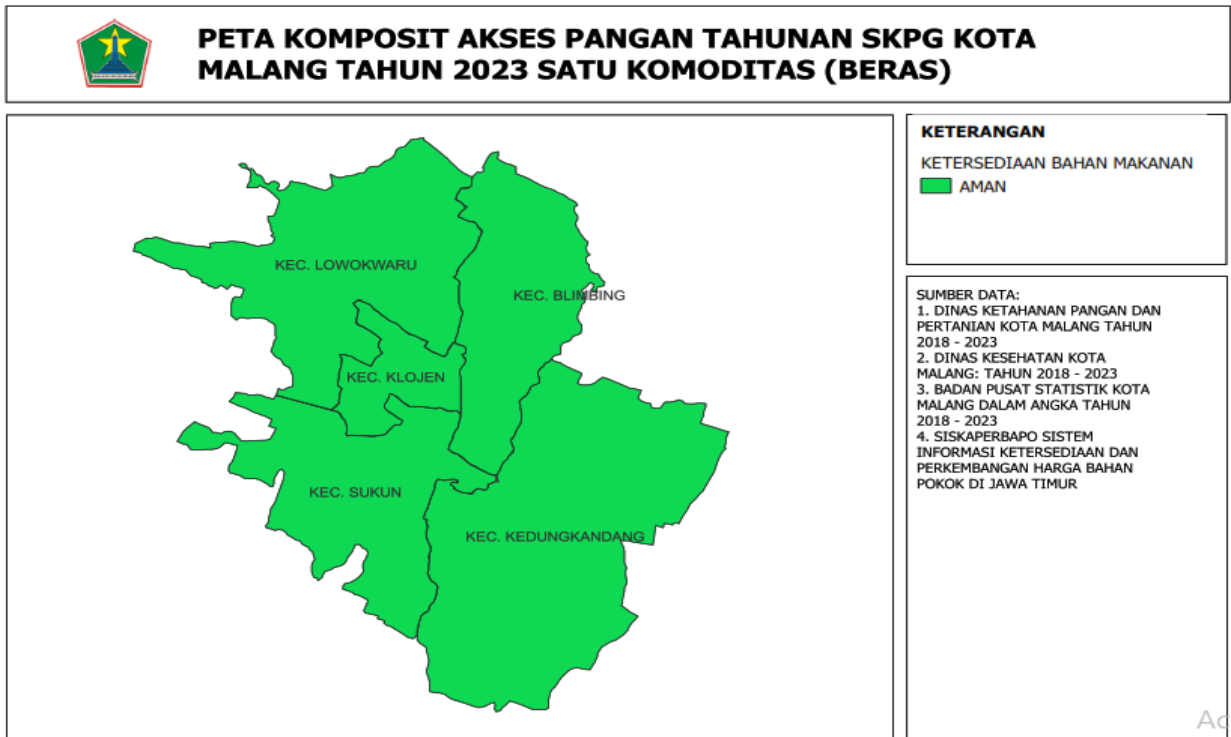 PETA KOMPOSIT AKSES PANGAN TAHUNAN SKPG KOTA
MALANG TAHUN 2023 SATU KOMODITAS (BERAS)
KEC. LOWOKWARU
KEC. BLIMBING
KEC. KLOJEN
KEC. SUKUN
KEC. KEDUNGKANDANG
KETERANGAN
KETERSEDIAAN BAHAN MAKANAN
AMAN
SUMBER DATA:
1. DINAS KETAHANAN PANGAN DAN
PERTANIAN KOTA MALANG TAHUN
2018 - 2023
2. DINAS KESEHATAN KOTA
MALANG: TAHUN 2018 - 2023
3. BADAN PUSAT STATISTIK KOTA
MALANG DALAM ANGKA TAHUN
2018 - 2023
4. SISKAPERBAPO SISTEM
INFORMASI KETERSEDIAAN DAN
PERKEMBANGAN HARGA BAHAN
POKOK DI JAWA TIMUR